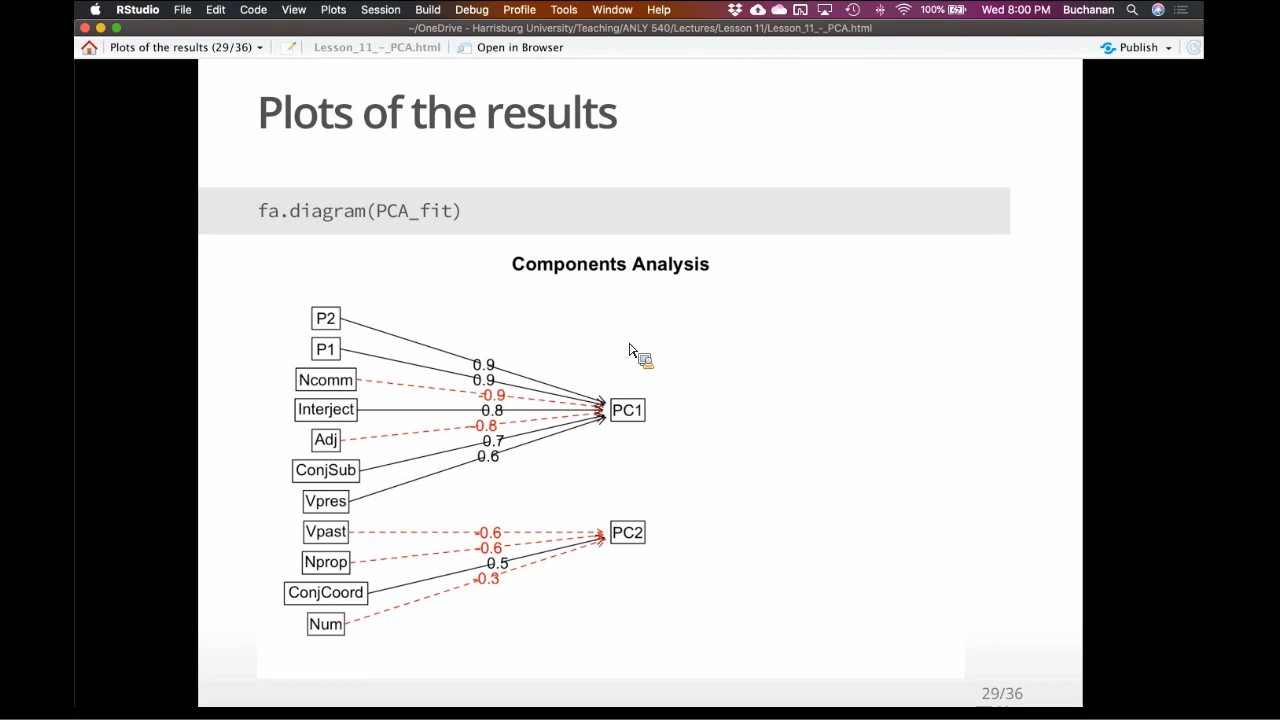 RStudio File Edit Code View Plots Session Build Debug Profile Tools Window Help 100% Wed 8:00 PM Buchanan
~/OneDrive - Harrisburg University/Teaching/ANLY 540/Lectures/Lesson 11/Lesson_11_-_PCA.html
Plots of the results (29/36) Lesson_11_-_PCA.html Open in Browser Publish
Plots of the results
fa.diagram(PCA_fit)
Components Analysis
P2
P1
Ncomm
Interject
Adj
ConjSub
Vpres
Vpast
Nprop
ConjCoord
Num
0.9
0.9
-0.9
0.8
-0.8
0.7
0.6
-0.6
-0.6
0.5
-0.3
PC1
PC2
29/36